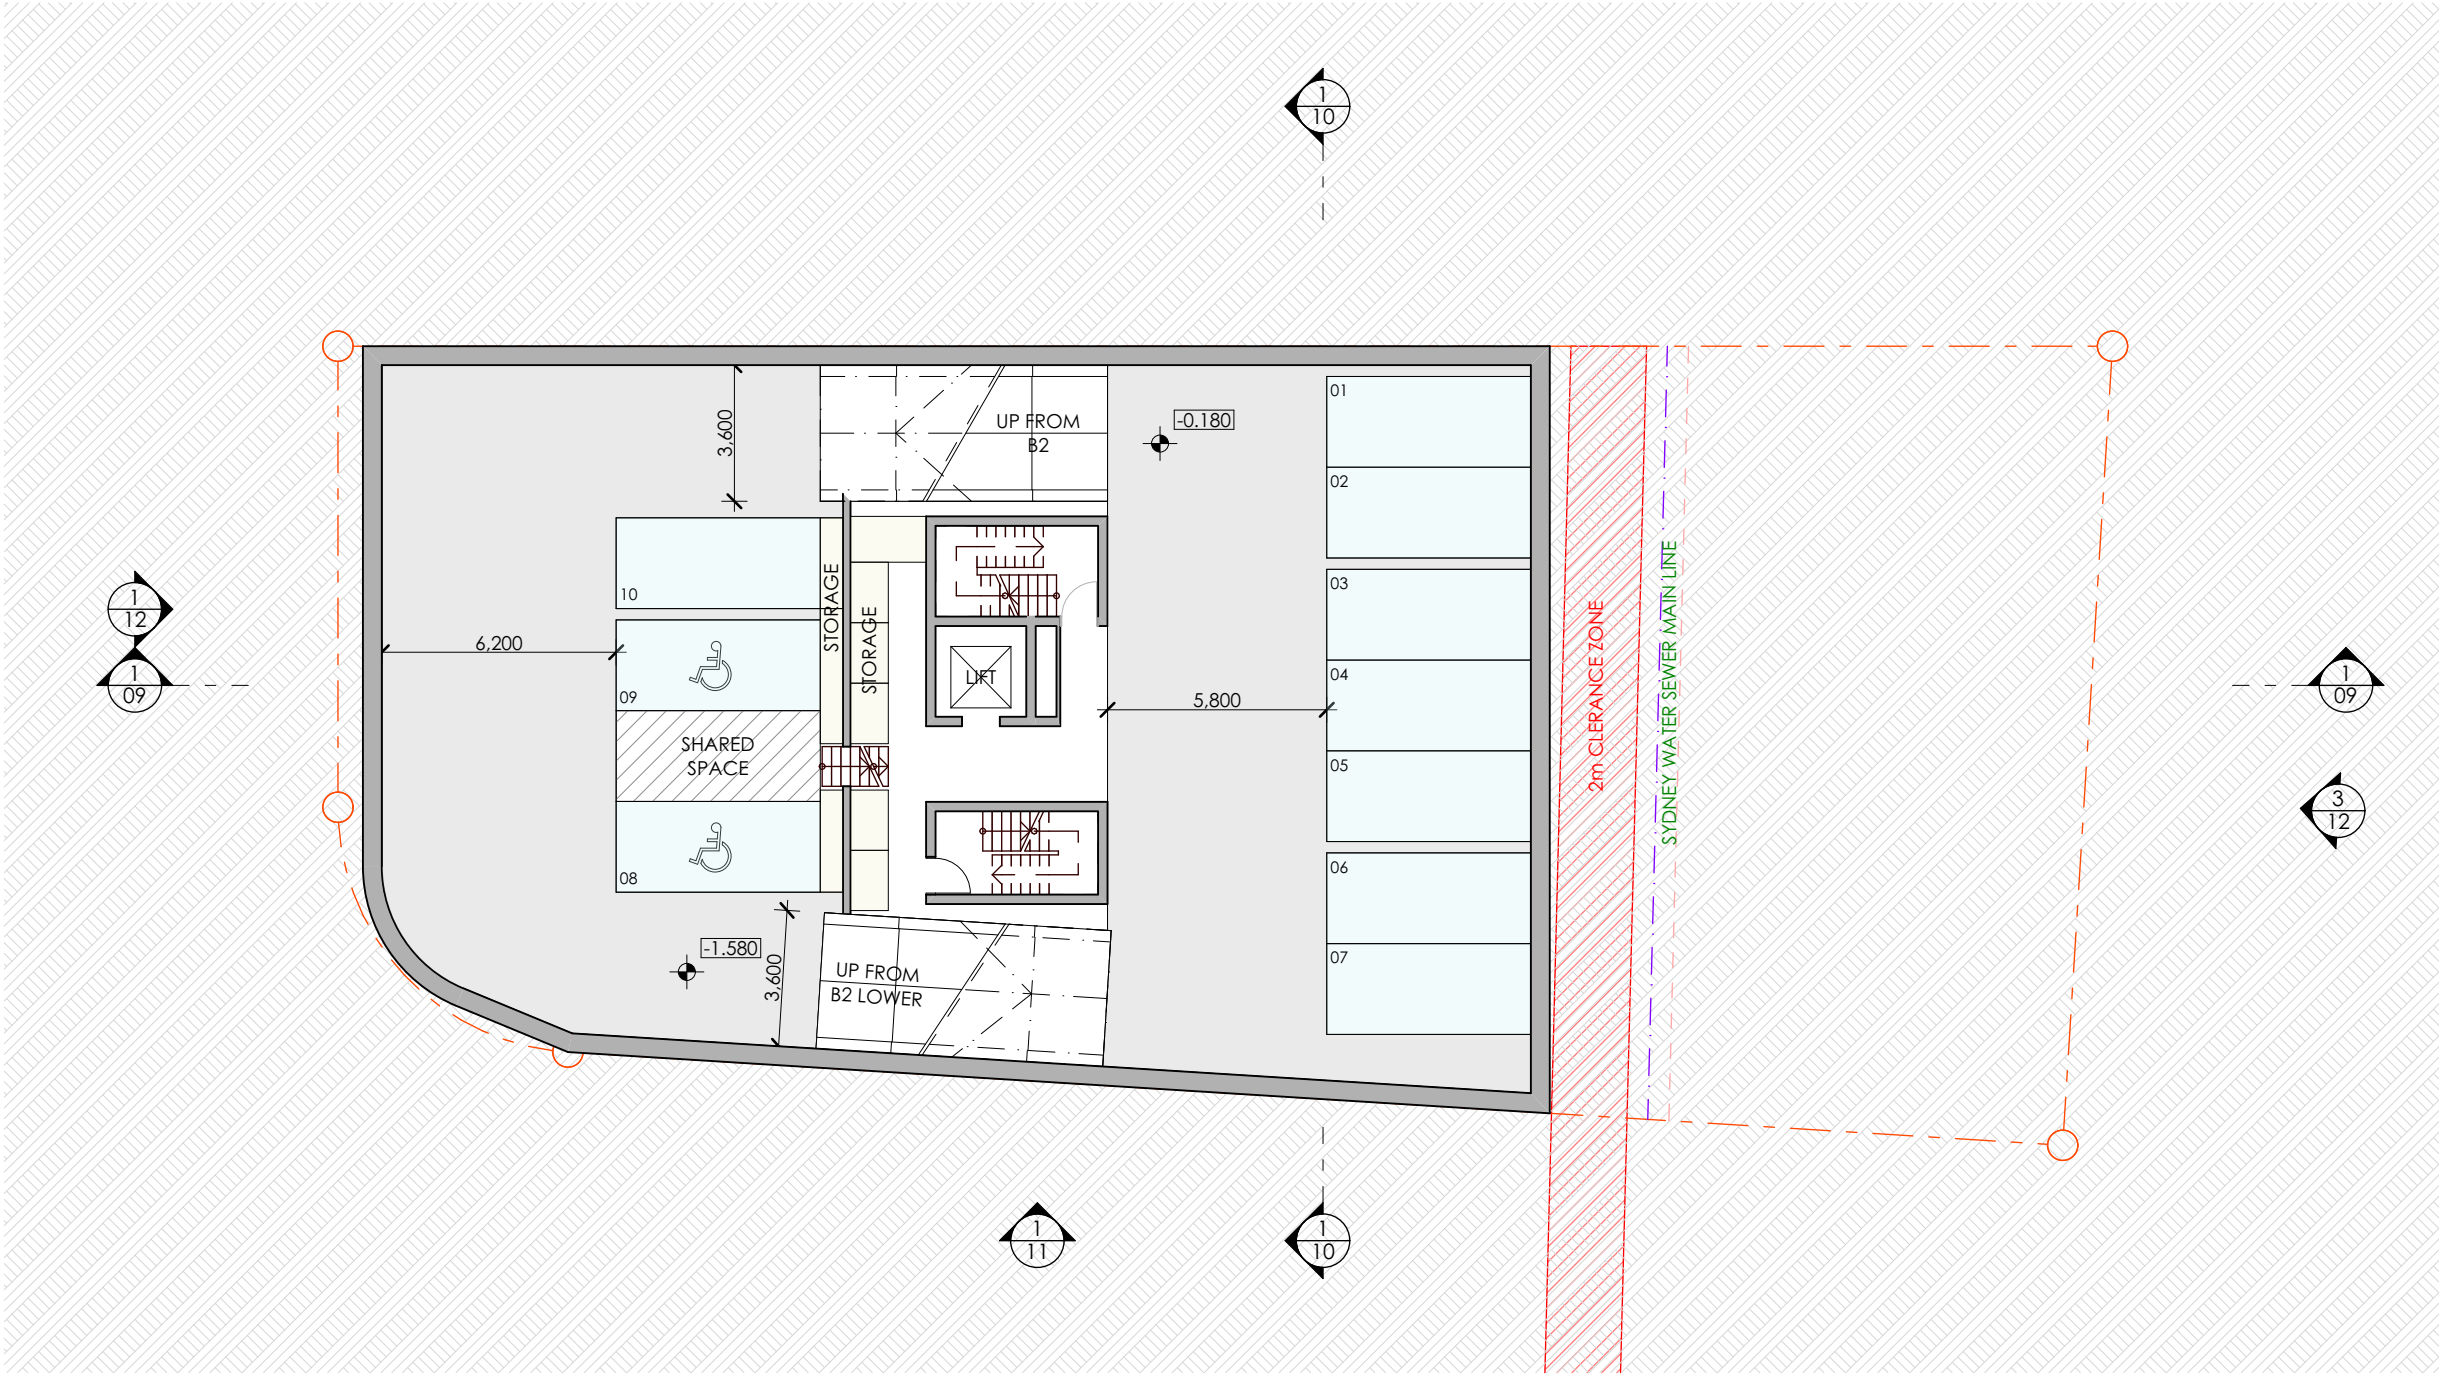 1
10
01
-0.180
UP FROM
B2
3,600
02
SYDNEY WATER SEWER MAIN LINE
STORAGE
03
10
1
12
2m CLERANCE ZONE
STORAGE
6,200
1
09
LIFT
04
1
09
09
5,800
SHARED
SPACE
05
3
12
06
08
-1.580
3,600
UP FROM
B2 LOWER
07
1
11
1
10